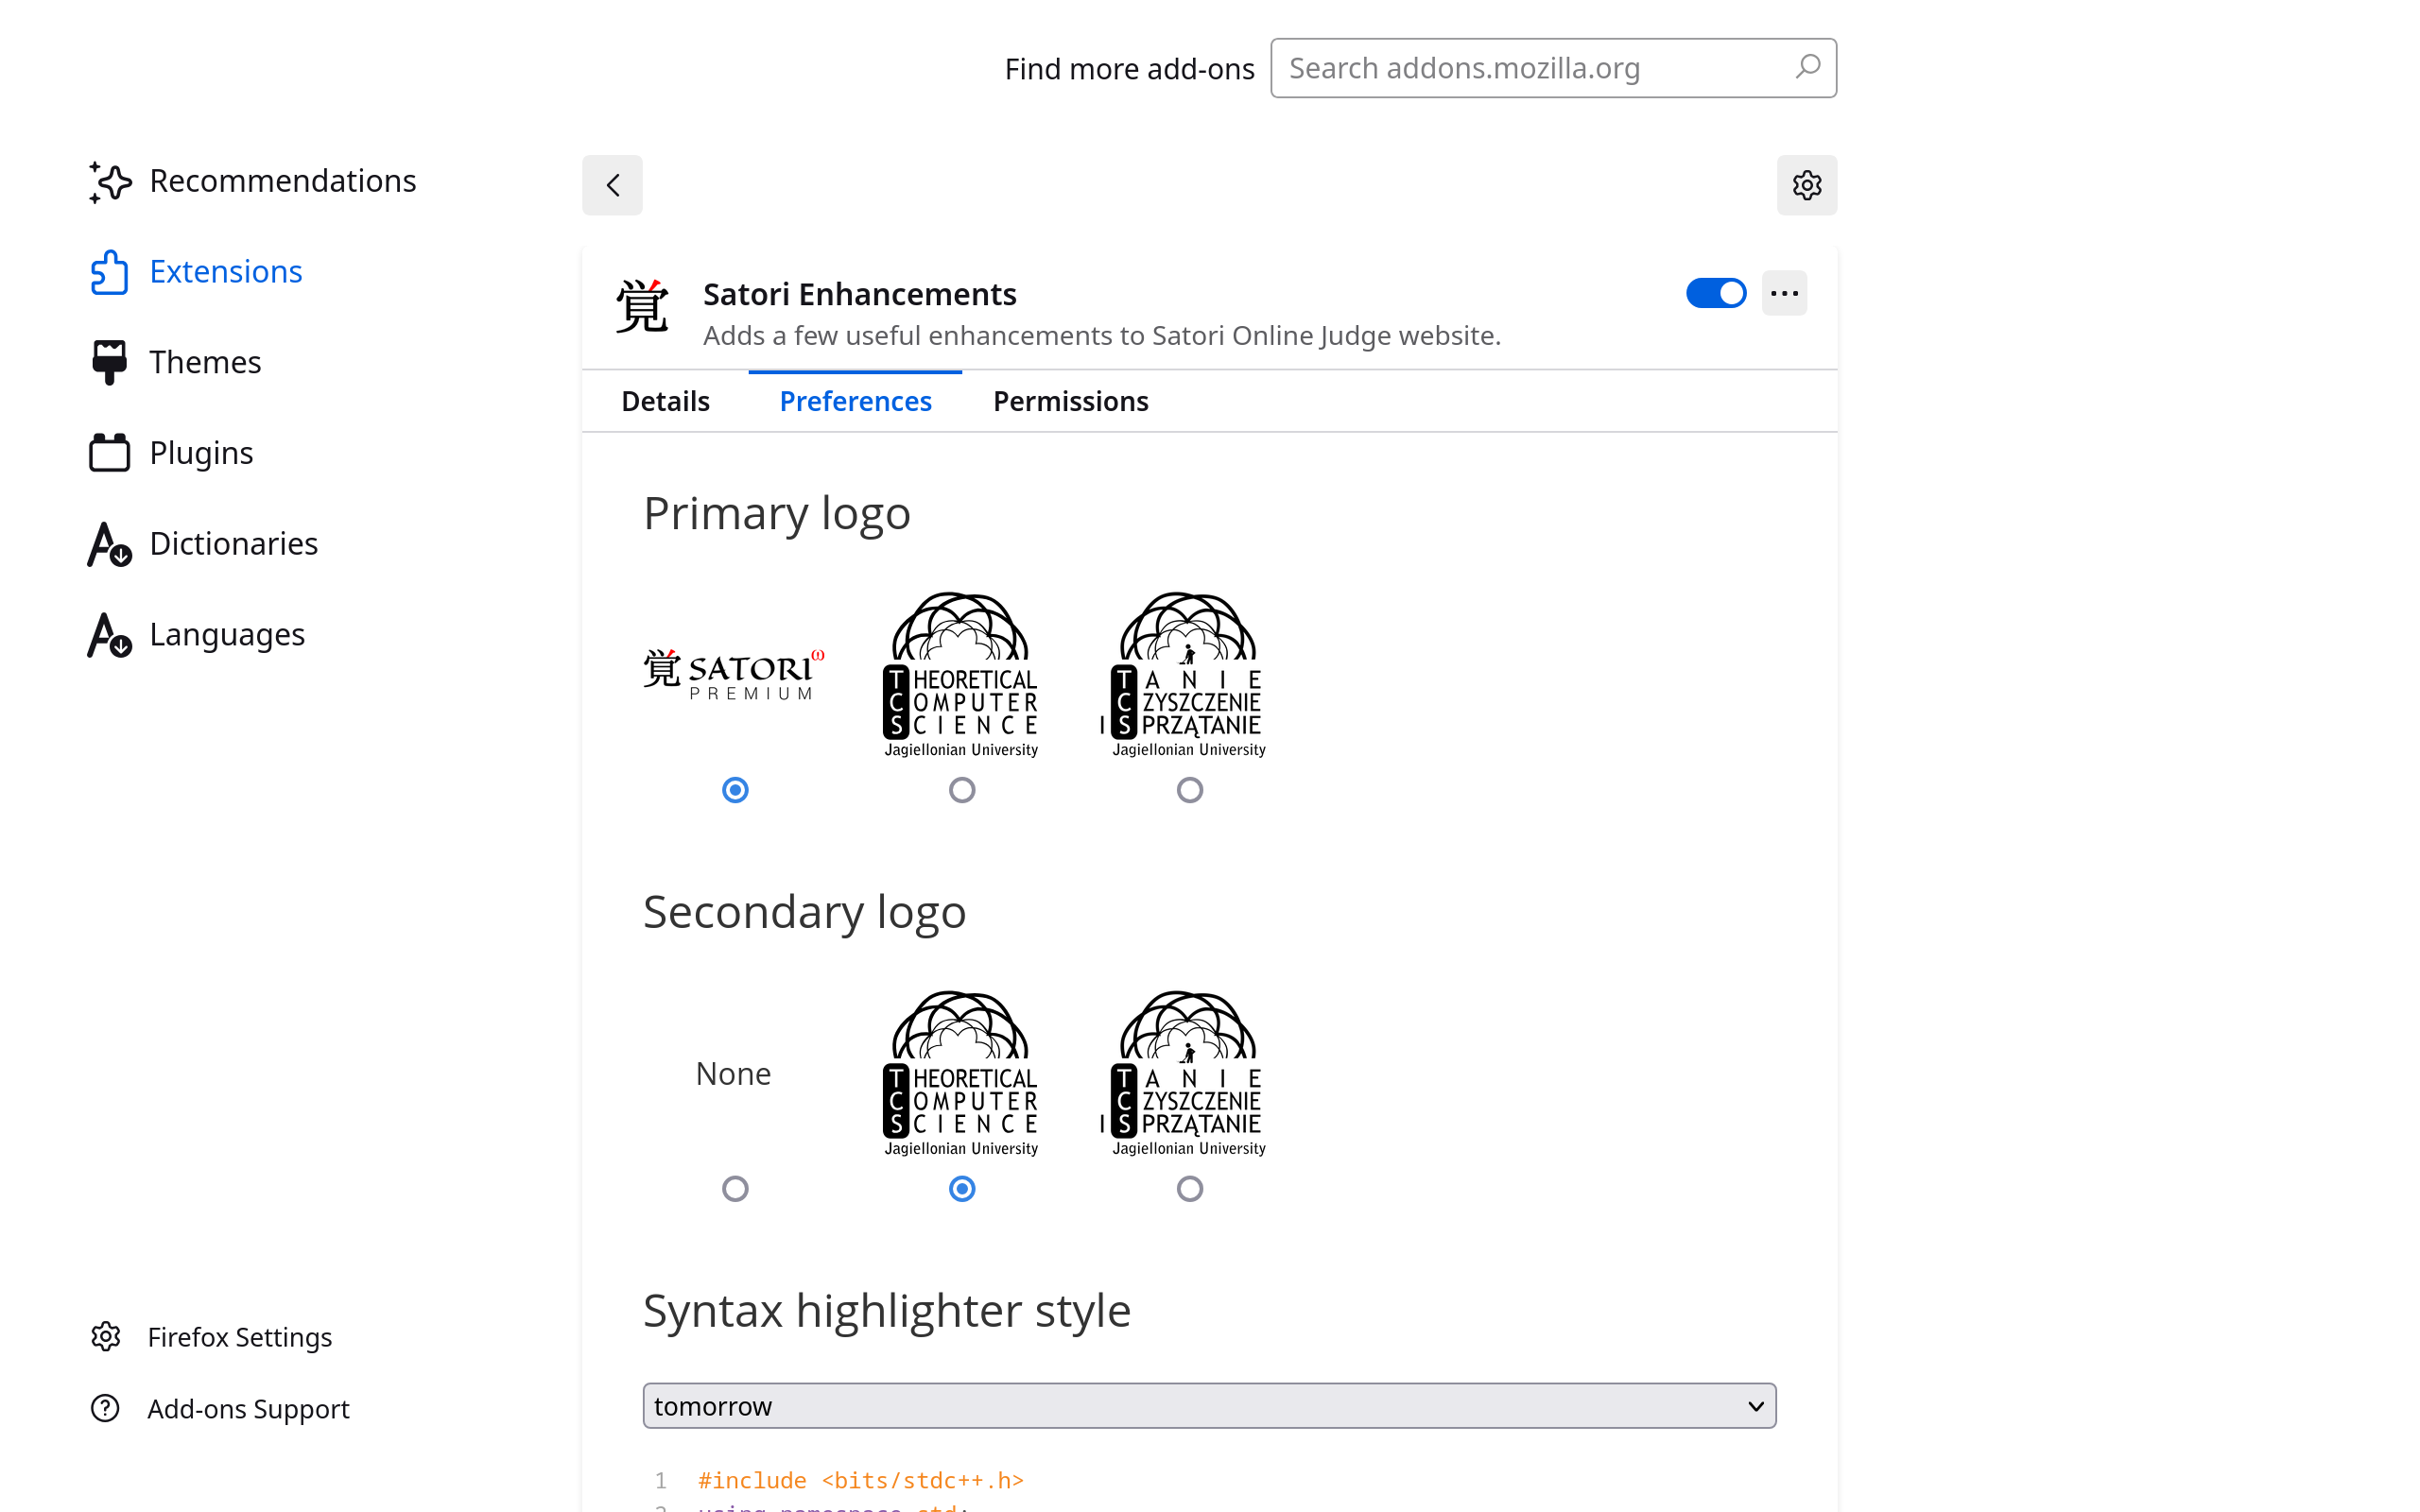 Find more add-ons
Search addons.mozilla.org
Recommendations
Extensions
Themes
Plugins
Dictionaries
Languages
Firefox Settings
Add-ons Support
覚
Satori Enhancements
Adds a few useful enhancements to Satori Online Judge website.
Details Preferences Permissions
Primary logo
覚 SATORI ω
PREMIUM
THEORETICAL
COMPUTER
SCIENCE
Jagiellonian University
TANIE
CZYSZCZENIE
I SPRZĄTANIE
Jagiellonian University
Secondary logo
None
THEORETICAL
COMPUTER
SCIENCE
Jagiellonian University
TANIE
CZYSZCZENIE
I SPRZĄTANIE
Jagiellonian University
Syntax highlighter style
tomorrow
1 #include <bits/stdc++.h>
2 using namespace std;